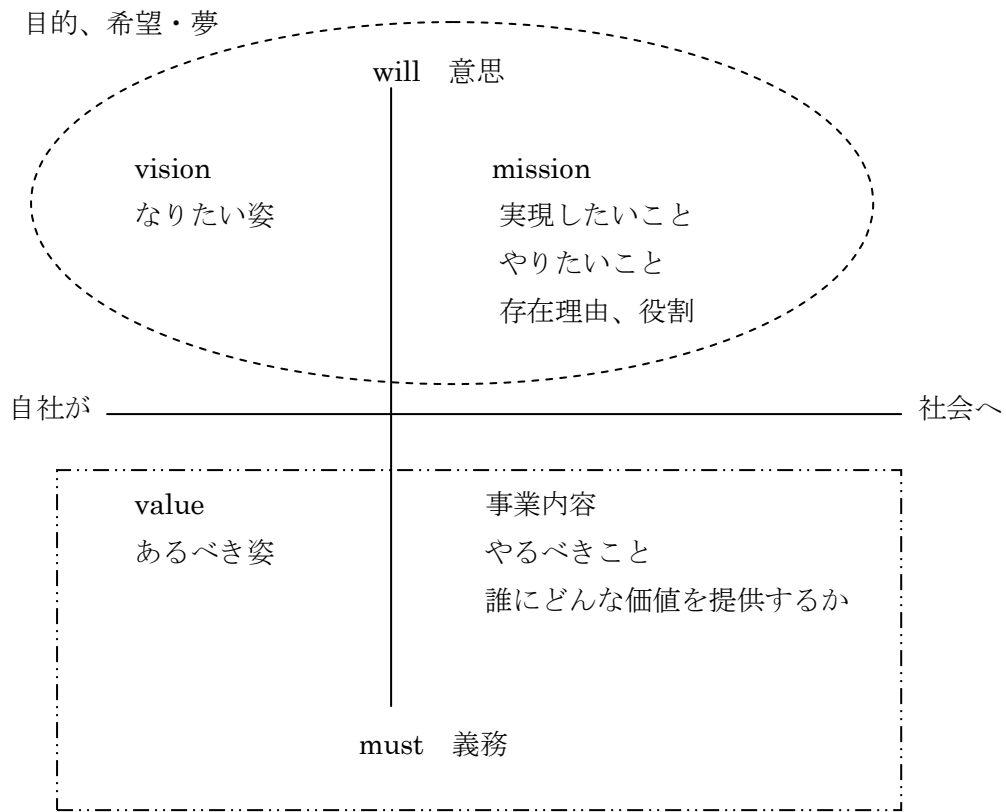 目的、希望・夢
will 意思
vision
なりたい姿
mission
実現したいこと
やりたいこと
存在理由、役割
自社が
社会へ
value
あるべき姿
事業内容
やるべきこと
誰にどんな価値を提供するか
must 義務